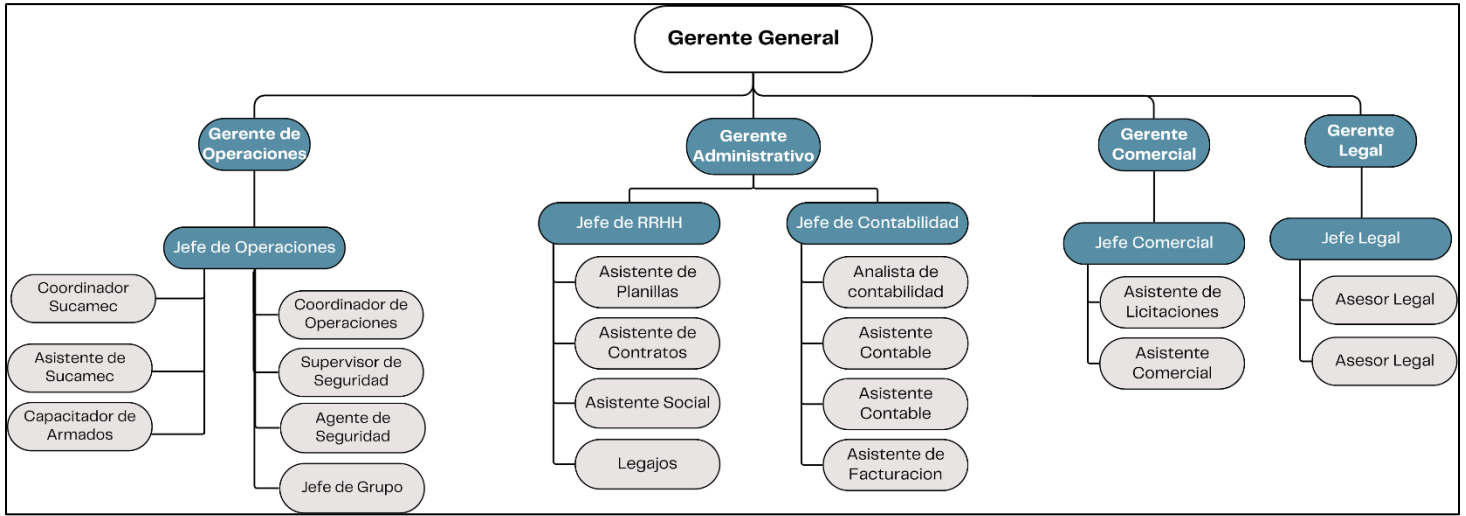 Gerente General
Gerente de
Operaciones
Gerente
Administrativo
Gerente
Comercial
Gerente
Legal
Jefe de Operaciones
Jefe de RRHH
Jefe de Contabilidad
Jefe Comercial
Jefe Legal
Coordinador
Sucamec
Asistente de
Sucamec
Capacitador de
Armados
Coordinador de
Operaciones
Supervisor de
Seguridad
Agente de
Seguridad
Jefe de Grupo
Asistente de
Planillas
Asistente de
Contratos
Asistente Social
Legajos
Analista de
contabilidad
Asistente
Contable
Asistente
Contable
Asistente de
Facturacion
Asistente de
Licitaciones
Asistente
Comercial
Asesor Legal
Asesor Legal